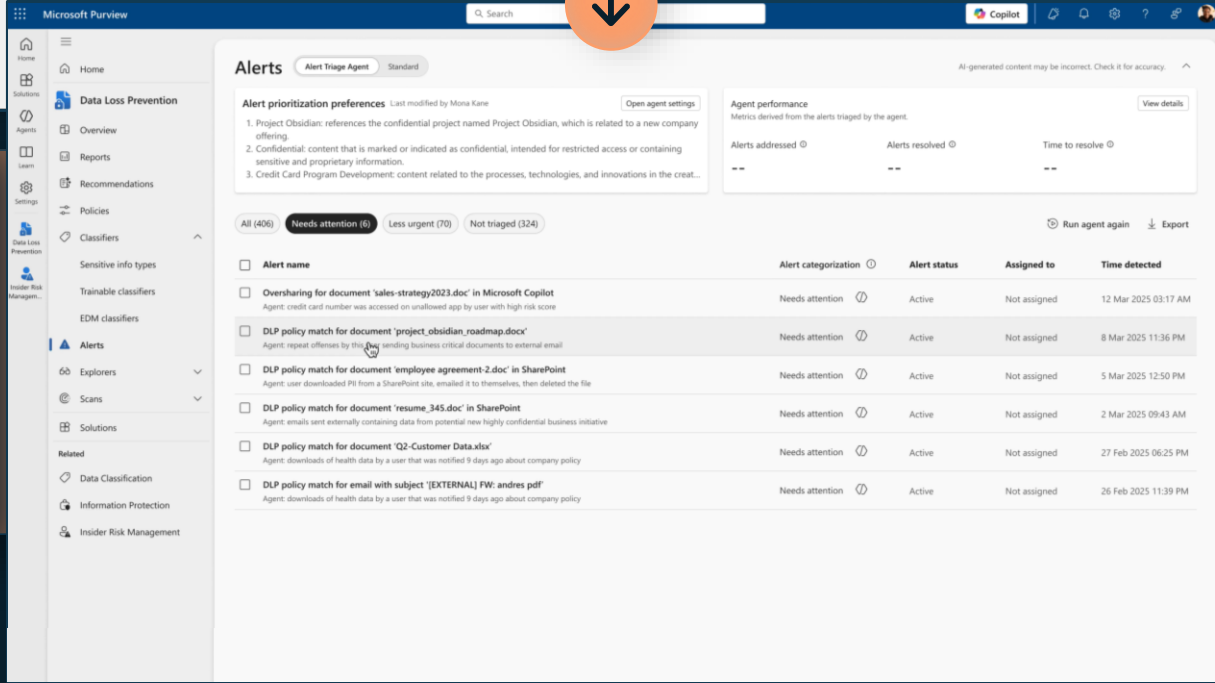 Microsoft Purview
Search
Copilot
Home
Solutions
Agents
Learn
Settings
Data Loss
Prevention
Insider Risk
Managem...
Home
Data Loss Prevention
Overview
Reports
Recommendations
Policies
Classifiers
Sensitive info types
Trainable classifiers
EDM classifiers
Alerts
Explorers
Scans
Solutions
Related
Data Classification
Information Protection
Insider Risk Management
Alerts
Alert Triage Agent
Standard
AI-generated content may be incorrect. Check it for accuracy.
Alert prioritization preferences Last modified by Mona Kane
Open agent settings
1. Project Obsidian: references the confidential project named Project Obsidian, which is related to a new company
offering.
2. Confidential: content that is marked or indicated as confidential, intended for restricted access or containing
sensitive and proprietary information.
3. Credit Card Program Development: content related to the processes, technologies, and innovations in the creat...
Agent performance
View details
Metrics derived from the alerts triaged by the agent.
Alerts addressed Alerts resolved Time to resolve
-- -- --
All (406) Needs attention (6) Less urgent (70) Not triaged (324)
Run agent again Export
Alert name Alert categorization Alert status Assigned to Time detected
Oversharing for document 'sales-strategy2023.doc' in Microsoft Copilot
Agent: credit card number was accessed on unallowed app by user with high risk score
Needs attention Active Not assigned 12 Mar 2025 03:17 AM
DLP policy match for document 'project_obsidian_roadmap.docx'
Agent: repeat offenses by this sending business critical documents to external email
Needs attention Active Not assigned 8 Mar 2025 11:36 PM
DLP policy match for document 'employee agreement-2.doc' in SharePoint
Agent: user downloaded PII from a SharePoint site, emailed it to themselves, then deleted the file
Needs attention Active Not assigned 5 Mar 2025 12:50 PM
DLP policy match for document 'resume_345.doc' in SharePoint
Agent: emails sent externally containing data from potential new highly confidential business initiative
Needs attention Active Not assigned 2 Mar 2025 09:43 AM
DLP policy match for document 'Q2-Customer Data.xlsx'
Agent: downloads of health data by a user that was notified 9 days ago about company policy
Needs attention Active Not assigned 27 Feb 2025 06:25 PM
DLP policy match for email with subject '[EXTERNAL] FW: andres pdf'
Agent: downloads of health data by a user that was notified 9 days ago about company policy
Needs attention Active Not assigned 26 Feb 2025 11:39 PM